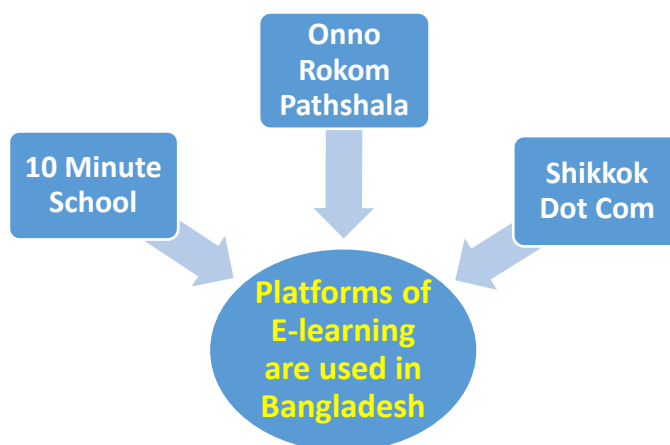 Onno
Rokom
Pathshala
10 Minute
School
Shikkok
Dot Com
Platforms of
E-learning
are used in
Bangladesh